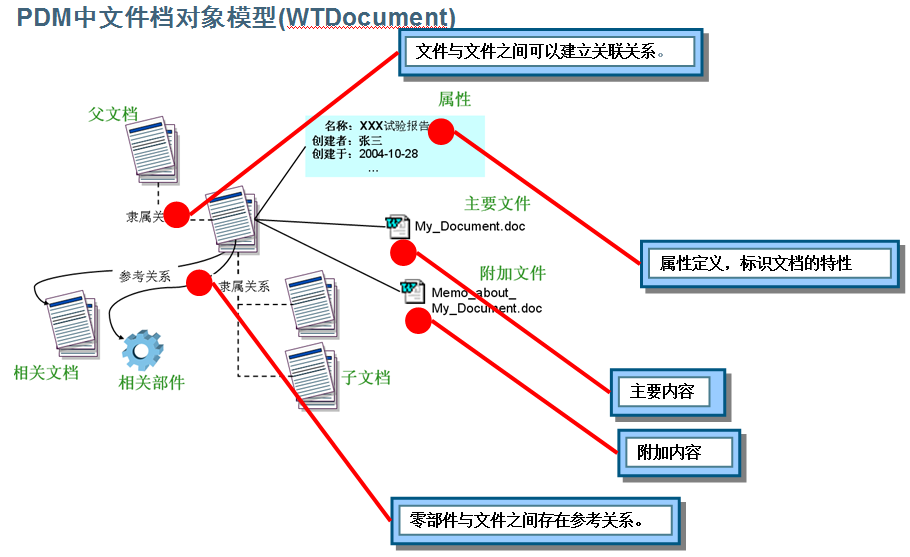 PDM中文件档对象模型(WTDocument)
文件与文件之间可以建立关联关系。
属性
父文档
名称：XXX试验报告
创建者：张三
创建于：2004-10-28
...
主要文件
隶属关
My_Document.doc
属性定义，标识文档的特性
参考关系
隶属关系
附加文件
Memo_about_
My_Document.doc
相关文档
相关部件
子文档
主要内容
附加内容
零部件与文件之间存在参考关系。